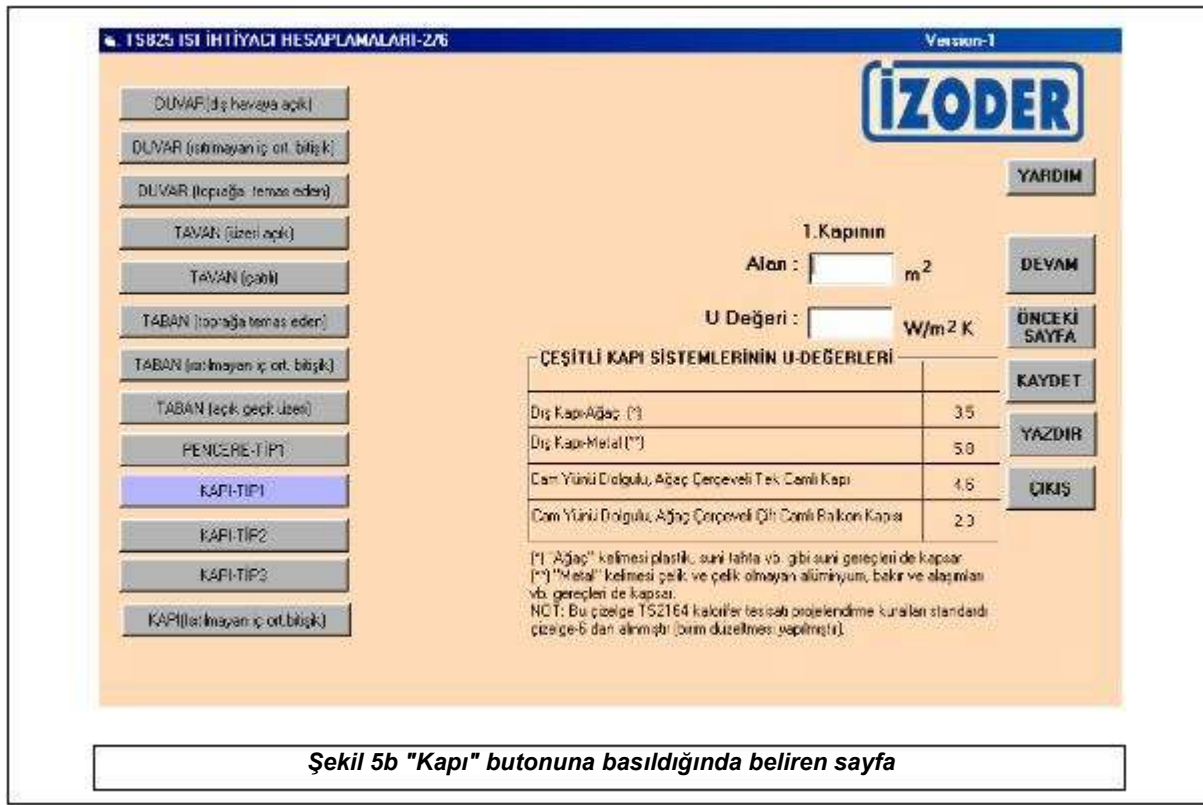 TS825 ISI İHTİYACI HESAPLAMALARI-2/6
Version-1
İZODER
DUVAR(dış havaya açık)
DUVAR (ısıtılmayan iç ort. bitişik)
DUVAR (toprağa temas eden)
TAVAN (üzeri açık)
TAVAN (çatılı)
TABAN (toprağa temas eden)
TABAN (ısıtılmayan iç ort. bitişik)
TABAN (açık geçit üzeri)
PENCERE-TİP1
KAPI-TİP1
KAPI-TİP2
KAPI-TİP3
KAPI(Isıtılmayan iç ort.bitişik)
1.Kapının
Alan : m2
U Değeri : W/m2 K
ÇEŞİTLİ KAPI SİSTEMLERİNİN U-DEĞERLERİ
Dış Kapı-Ağaç (*) 3.5
Dış Kapı-Metal (**)
Cam Yünü Dolgulu, Ağaç Çerçeveli Tek Camlı Kapı
Cam Yünü Dolgulu, Ağaç Çerçeveli Çift Camlı Balkon Kapısı
(*) "Ağaç" kelimesi plastik, suni tahta vb. gibi suni gereçleri de kapsar
(**) "Metal" kelimesi çelik ve çelik olmayan alüminyum, bakır ve alaşımları
vb. gereçleri de kapsar.
NOT: Bu çizelge TS2164 kalorifer tesisatı projelendirme kuralları standardı
çizelge-6 dan alınmıştır (birim düzeltmesi yapılmıştır).
YARDIM
DEVAM
ÖNCEKİ
SAYFA
KAYDET
YAZDIR
ÇIKIŞ
Şekil 5b "Kapı" butonuna basıldığında beliren sayfa